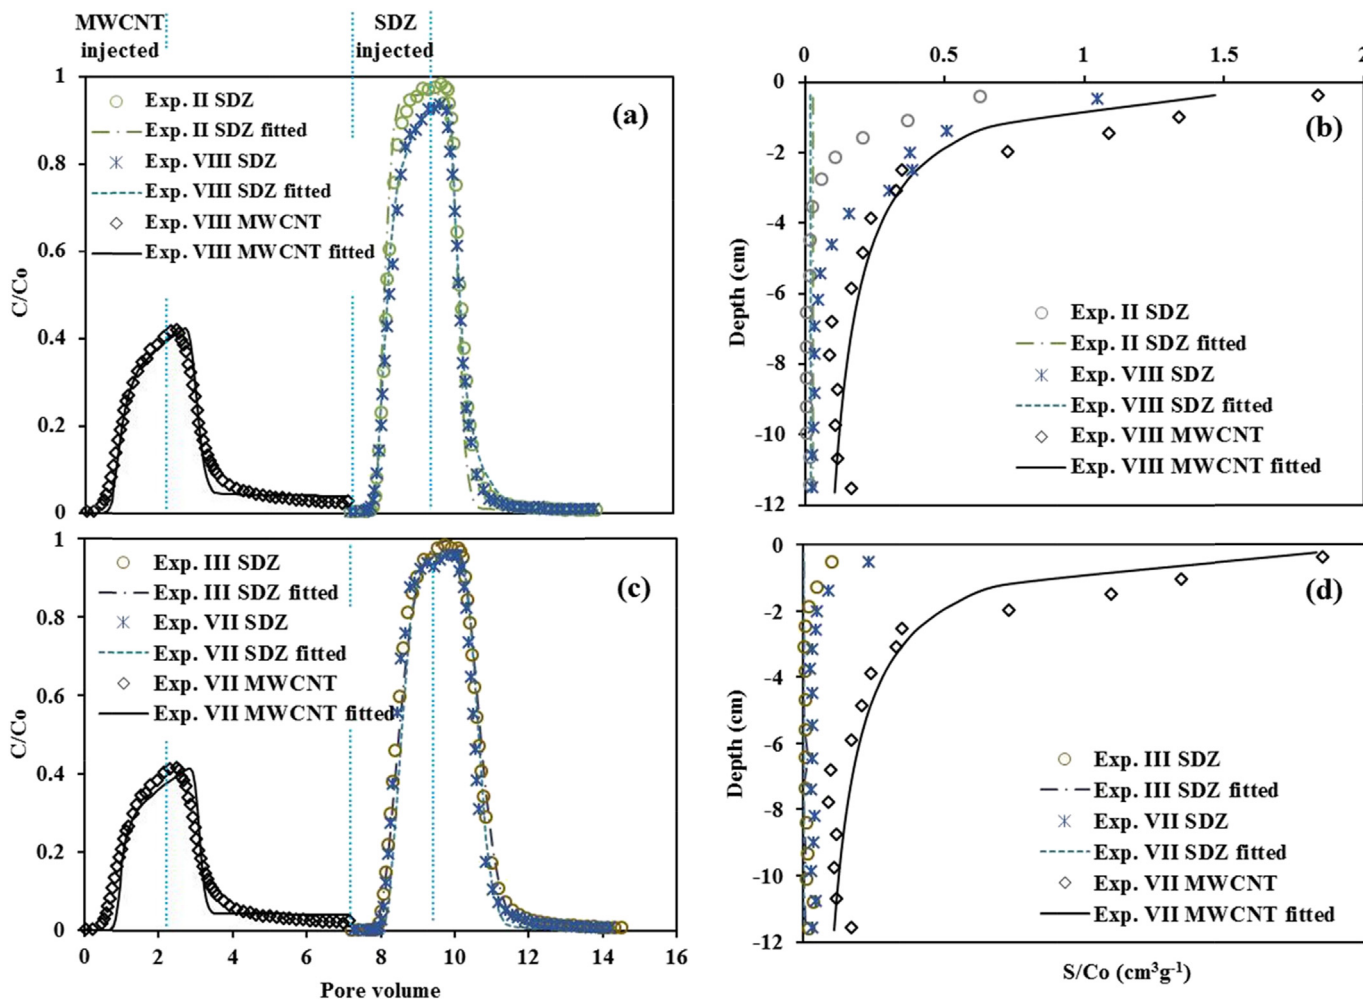 MWCNT
injected
SDZ
injected
1
0.8
0.6
0.4
0.2
0
C/Co
Exp. II SDZ
Exp. II SDZ fitted
Exp. VIII SDZ
Exp. VIII SDZ fitted
Exp. VIII MWCNT
Exp. VIII MWCNT fitted
(a)
0 0.5 1 1.5 2
0
-2
-4
-6
-8
-10
-12
Depth (cm)
(b)
Exp. II SDZ
Exp. II SDZ fitted
Exp. VIII SDZ
Exp. VIII SDZ fitted
Exp. VIII MWCNT
Exp. VIII MWCNT fitted
1
0.8
0.6
0.4
0.2
0
C/Co
Exp. III SDZ
Exp. III SDZ fitted
Exp. VII SDZ
Exp. VII SDZ fitted
Exp. VII MWCNT
Exp. VII MWCNT fitted
(c)
0 2 4 6 8 10 12 14 16
Pore volume
0
-2
-4
-6
-8
-10
-12
Depth (cm)
(d)
Exp. III SDZ
Exp. III SDZ fitted
Exp. VII SDZ
Exp. VII SDZ fitted
Exp. VII MWCNT
Exp. VII MWCNT fitted
S/Co (cm³g⁻¹)